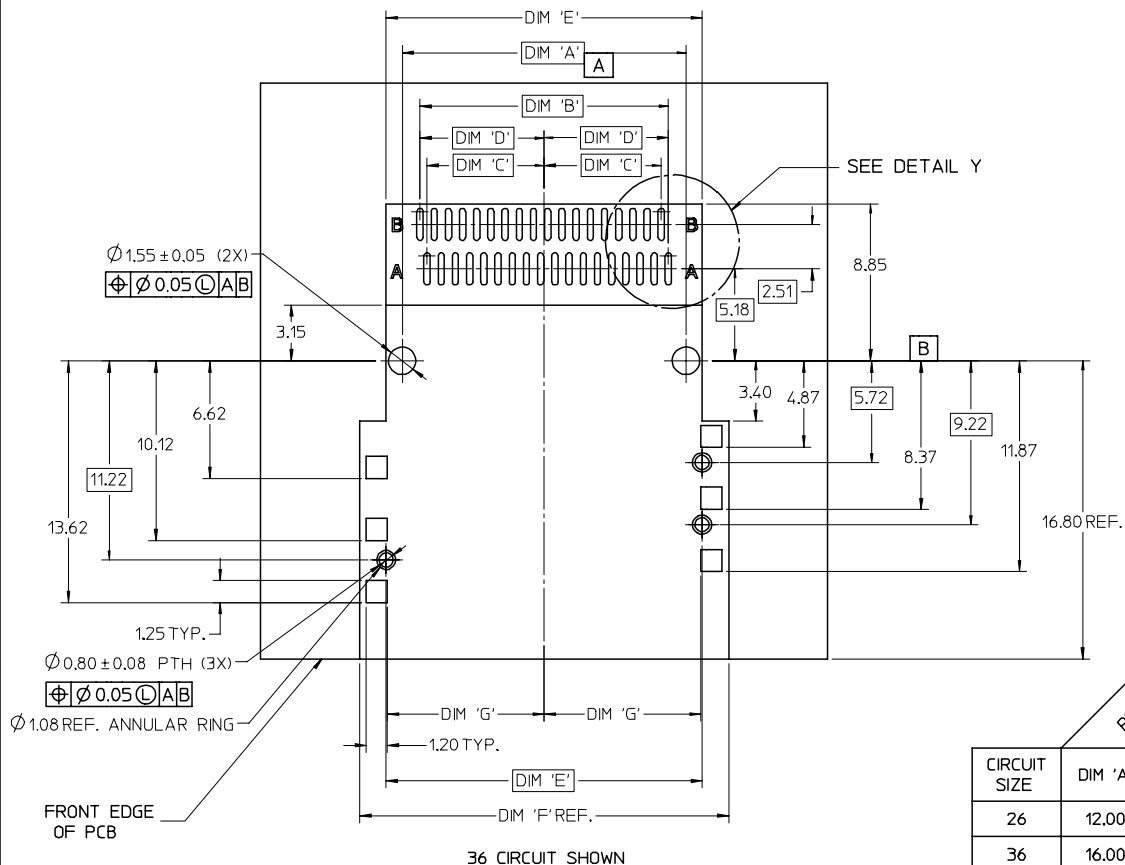 DIM 'E'
DIM 'A'
A
DIM 'B'
DIM 'D' DIM 'D'
DIM 'C' DIM 'C'
SEE DETAIL Y
B B
A A
Ø1.55±0.05 (2X)
⌖ Ø 0.05 Ⓛ A B
8.85
2.51
5.18
3.15
B
3.40
4.87
5.72
9.22
8.37
11.87
16.80 REF.
6.62
10.12
11.22
13.62
1.25 TYP.
Ø0.80±0.08 PTH (3X)
⌖ Ø 0.05 Ⓛ A B
Ø1.08 REF. ANNULAR RING
DIM 'G' DIM 'G'
1.20 TYP.
DIM 'E'
DIM 'F' REF.
FRONT EDGE
OF PCB
36 CIRCUIT SHOWN
CIRCUIT
SIZE
DIM 'A
26 12.00
36 16.00